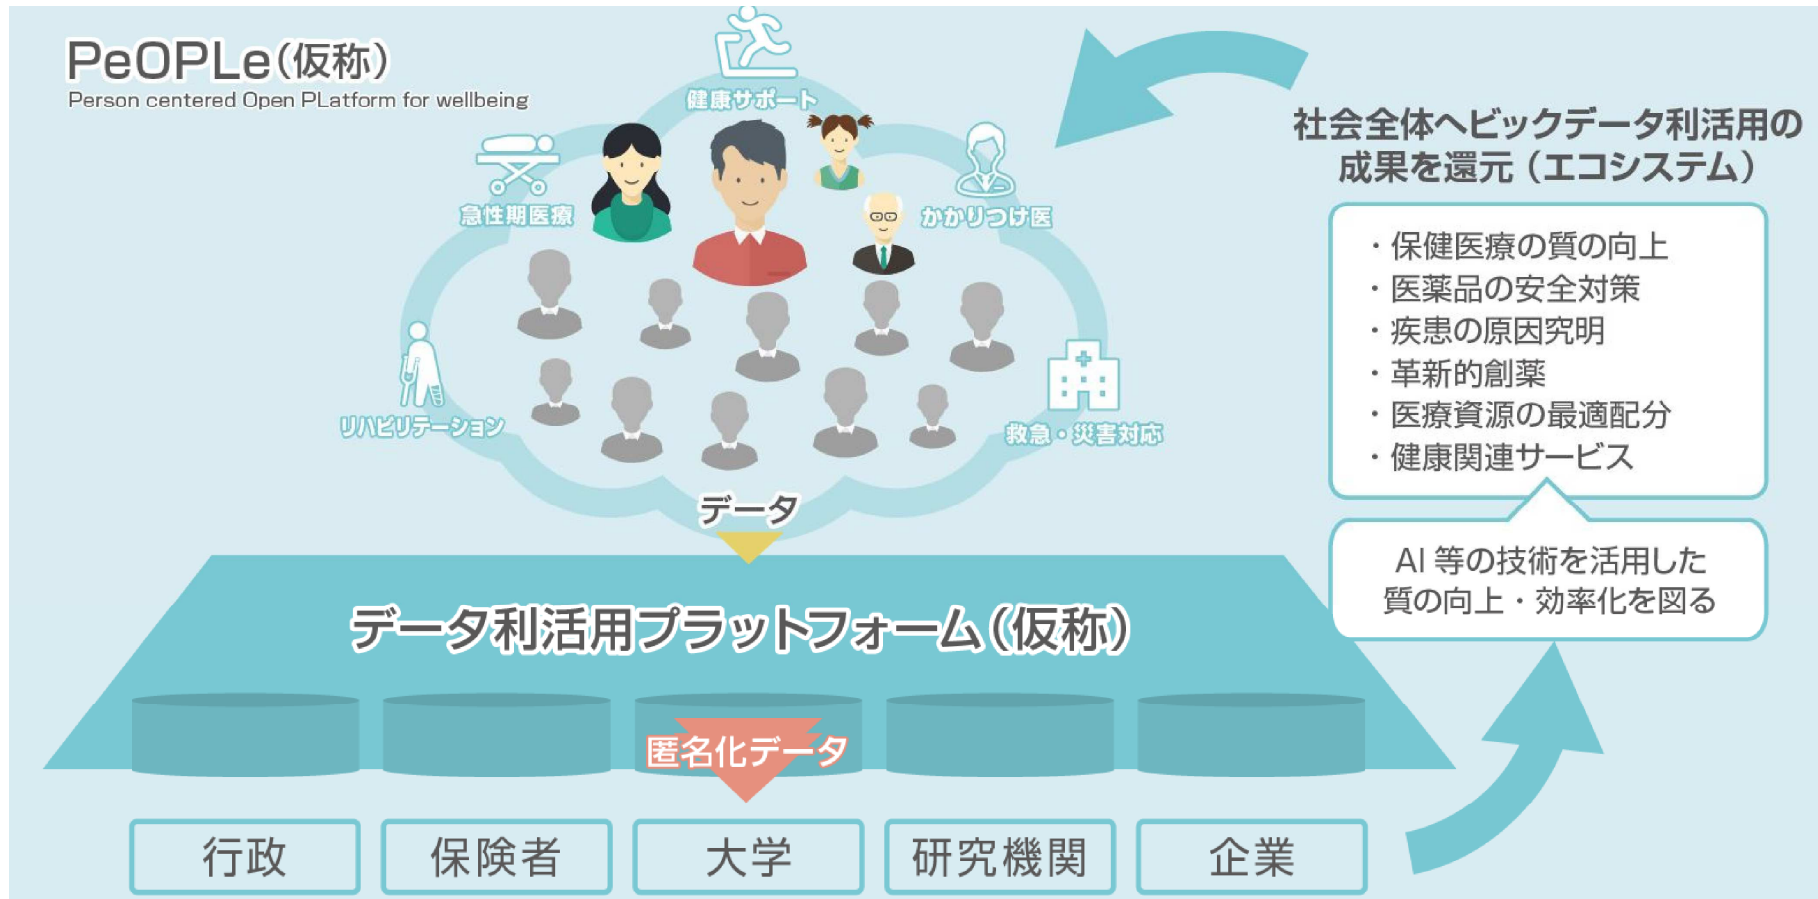 PeOPLe(仮称)
Person centered Open PLatform for wellbeing
健康サポート
急性期医療
かかりつけ医
リハビリテーション
救急・災害対応
データ
データ利活用プラットフォーム(仮称)
匿名化データ
行政
保険者
大学
研究機関
企業
社会全体へビックデータ利活用の
成果を還元(エコシステム)
・保健医療の質の向上
・医薬品の安全対策
・疾患の原因究明
・革新的創薬
・医療資源の最適配分
・健康関連サービス
AI 等の技術を活用した
質の向上・効率化を図る